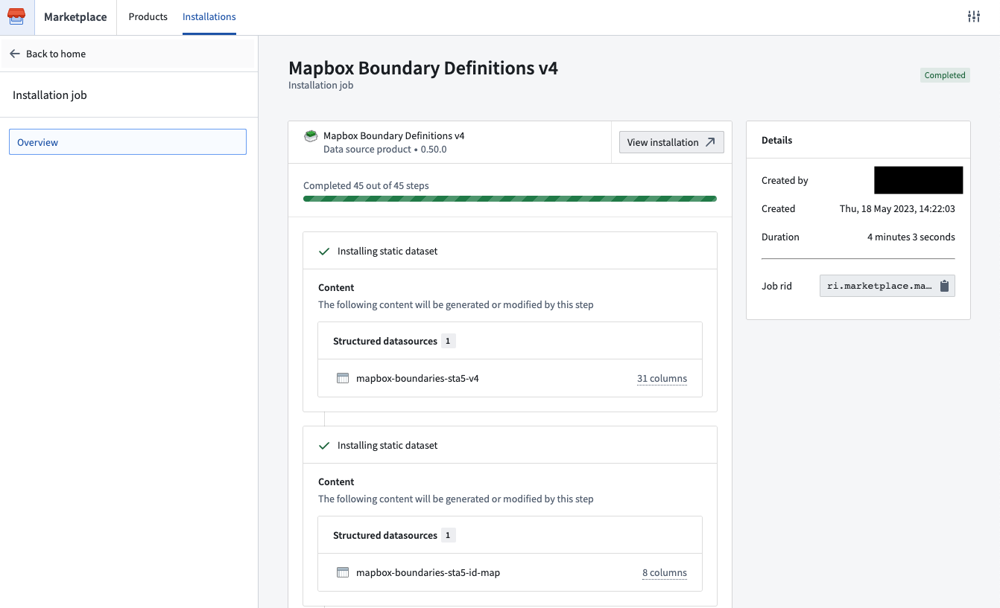 Marketplace
Products
Installations
Back to home
Installation job
Overview
Mapbox Boundary Definitions v4
Installation job
Completed
Mapbox Boundary Definitions v4
Data source product • 0.50.0
View installation
Completed 45 out of 45 steps
Installing static dataset
Content
The following content will be generated or modified by this step
Structured datasources 1
mapbox-boundaries-sta5-v4
31 columns
Installing static dataset
Content
The following content will be generated or modified by this step
Structured datasources 1
mapbox-boundaries-sta5-id-map
8 columns
Details
Created by
Created
Thu, 18 May 2023, 14:22:03
Duration
4 minutes 3 seconds
Job rid
ri.marketplace.ma…